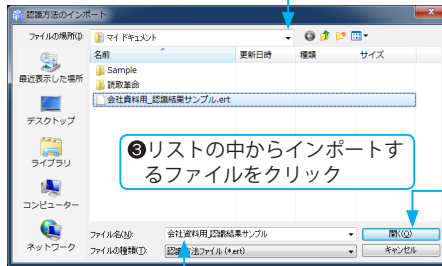 認識方法のインポート
ファイルの場所(I):
マイ ドキュメント
名前
更新日時
種類
サイズ
最近表示した場所
デスクトップ
ライブラリ
コンピューター
ネットワーク
Sample
読取革命
会社資料用_認識結果サンプル.ert
❸リストの中からインポートす
るファイルをクリック
ファイル名(N):
会社資料用_認識結果サンプル
開く(O)
ファイルの種類(T):
認識方法ファイル (*.ert)
キャンセル